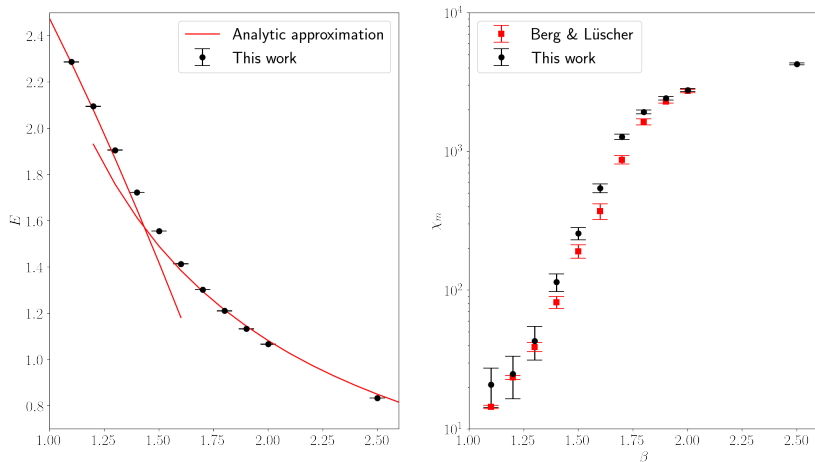 Analytic approximation
This work
E
2.4
2.2
2.0
1.8
1.6
1.4
1.2
1.0
0.8
1.00 1.25 1.50 1.75 2.00 2.25 2.50
Berg & Lüscher
This work
χm
10^4
10^3
10^2
10^1
1.00 1.25 1.50 1.75 2.00 2.25 2.50
β